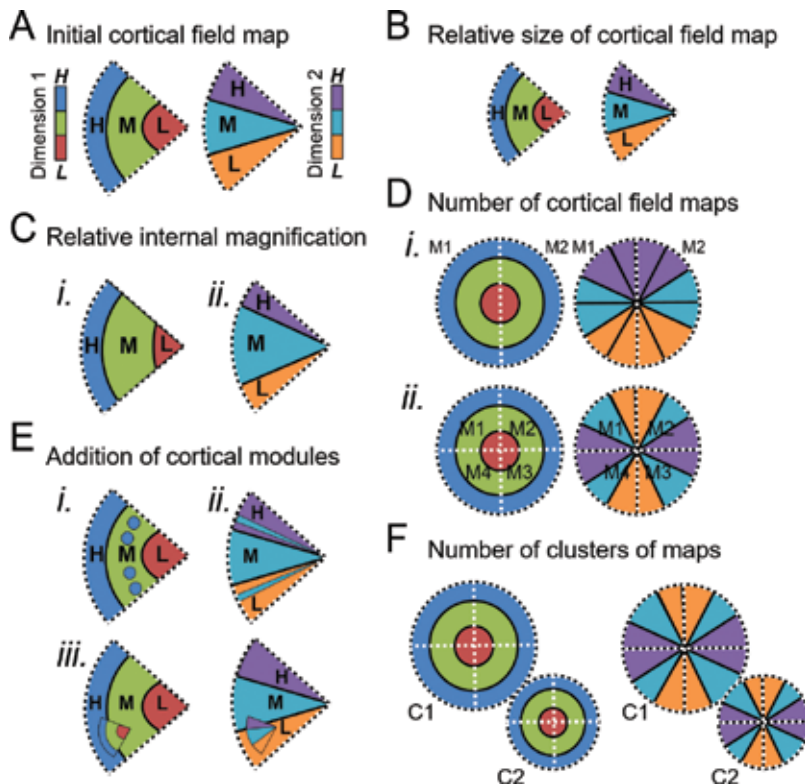 A Initial cortical field map
H
Dimension 1
L
H M L
H
M
L
H
Dimension 2
L
B Relative size of cortical field map
H M L
H
M
L
C Relative internal magnification
i.
H M L
ii.
H
M
L
D Number of cortical field maps
i.
M1 M2
M1 M2
ii.
M1 M2
M4 M3
M1 M2
M4 M3
E Addition of cortical modules
i.
H M L
ii.
H
M
L
iii.
H M L
H
M
L
F Number of clusters of maps
C1
C2
C1
C2